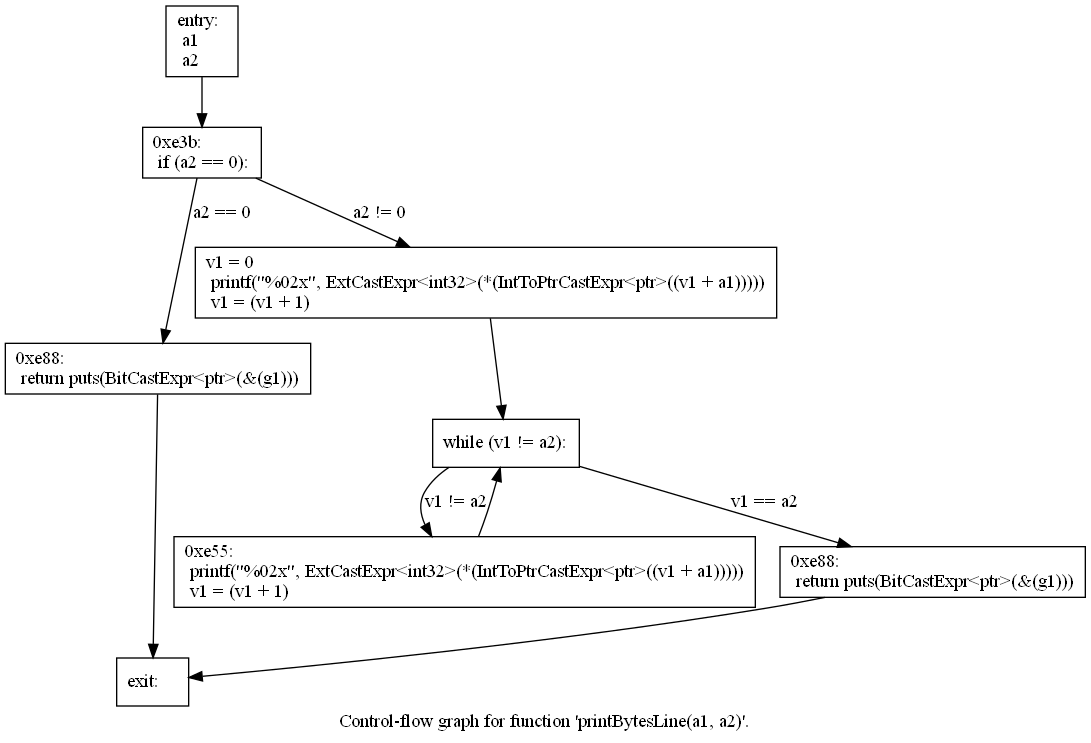 entry:
a1
a2
0xe3b:
if (a2 == 0):
a2 == 0
a2 != 0
v1 = 0
printf("%02x", ExtCastExpr<int32>(*(IntToPtrCastExpr<ptr>((v1 + a1)))))
v1 = (v1 + 1)
0xe88:
return puts(BitCastExpr<ptr>(&(g1)))
while (v1 != a2):
v1 != a2
v1 == a2
0xe55:
printf("%02x", ExtCastExpr<int32>(*(IntToPtrCastExpr<ptr>((v1 + a1)))))
v1 = (v1 + 1)
0xe88:
return puts(BitCastExpr<ptr>(&(g1)))
exit:
Control-flow graph for function 'printBytesLine(a1, a2)'.